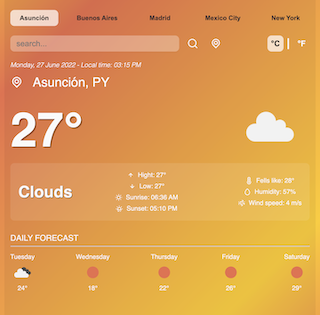 Asunción Buenos Aires Madrid Mexico City New York
search... °C | °F
Monday, 27 June 2022 - Local time: 03:15 PM
Asunción, PY
27°
Clouds
Hight: 27°
Low: 27°
Sunrise: 06:36 AM
Sunset: 05:10 PM
Feels like: 28°
Humidity: 57%
Wind speed: 4 m/s
DAILY FORECAST
Tuesday Wednesday Thursday Friday Saturday
24° 18° 22° 26° 29°